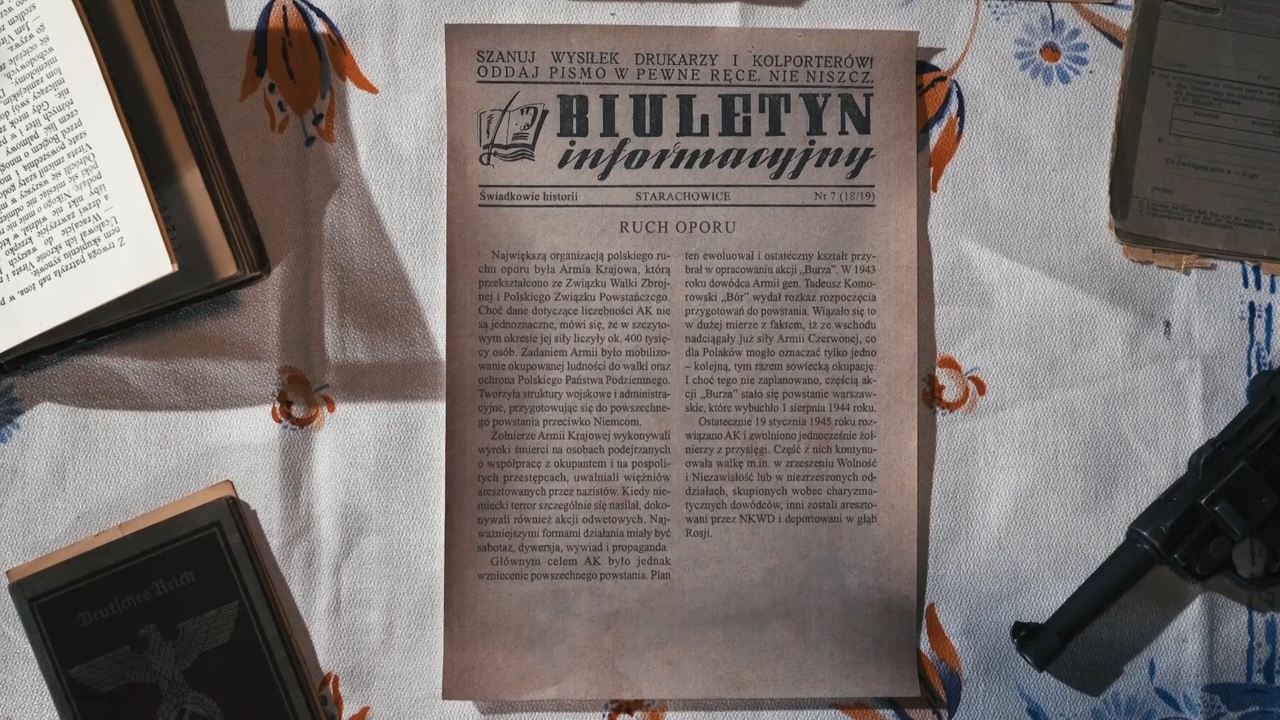 SZANUJ WYSIŁEK DRUKARZY I KOLPORTERÓW!
ODDAJ PISMO W PEWNE RĘCE. NIE NISZCZ.
BIULETYN
informacyjny
Świadkowie historii STARACHOWICE Nr 7 (18/19)
RUCH OPORU
Największą organizacją polskiego ru-
chu oporu była Armia Krajowa, którą
przekształcono ze Związku Walki Zbroj-
nej i Polskiego Związku Powstańczego.
Choć dane dotyczące liczebności AK nie
są jednoznaczne, mówi się, że w szczyto-
wym okresie jej siły liczyły ok. 400 tysię-
cy osób. Zadaniem Armii było mobilizo-
wanie okupowanej ludności do walki oraz
ochrona Polskiego Państwa Podziemnego.
Tworzyła struktury wojskowe i administra-
cyjne, przygotowując się do powszechne-
go powstania przeciwko Niemcom.
Żołnierze Armii Krajowej wykonywali
wyroki śmierci na osobach podejrzanych
o współpracę z okupantem i na pospoli-
tych przestępcach, uwalniali więźniów
aresztowanych przez nazistów. Kiedy nie-
miecki terror szczególnie się nasilał, doko-
nywali również akcji odwetowych. Naj-
ważniejszymi formami działania miały być
sabotaż, dywersja, wywiad i propaganda.
Głównym celem AK było jednak
wzniecenie powszechnego powstania. Plan
ten ewoluował i ostateczny kształt przy-
brał w opracowaniu akcji „Burza”. W 1943
roku dowódca Armii gen. Tadeusz Komo-
rowski „Bór” wydał rozkaz rozpoczęcia
przygotowań do powstania. Wiązało się to
w dużej mierze z faktem, iż ze wschodu
nadciągały już siły Armii Czerwonej, co
dla Polaków mogło oznaczać tylko jedno
– kolejną, tym razem sowiecką okupację.
I choć tego nie zaplanowano, częścią ak-
cji „Burza” stało się powstanie warszaw-
skie, które wybuchło 1 sierpnia 1944 roku.
Ostatecznie 19 stycznia 1945 roku roz-
wiązano AK i zwolniono jednocześnie żoł-
nierzy z przysięgi. Część z nich kontynu-
owała walkę m.in. w zrzeszeniu Wolność
i Niezawisłość lub w niezrzeszonych od-
działach, skupionych wobec charyzma-
tycznych dowódców, inni zostali areszto-
wani przez NKWD i deportowani w głąb
Rosji.
Deutsches Reich